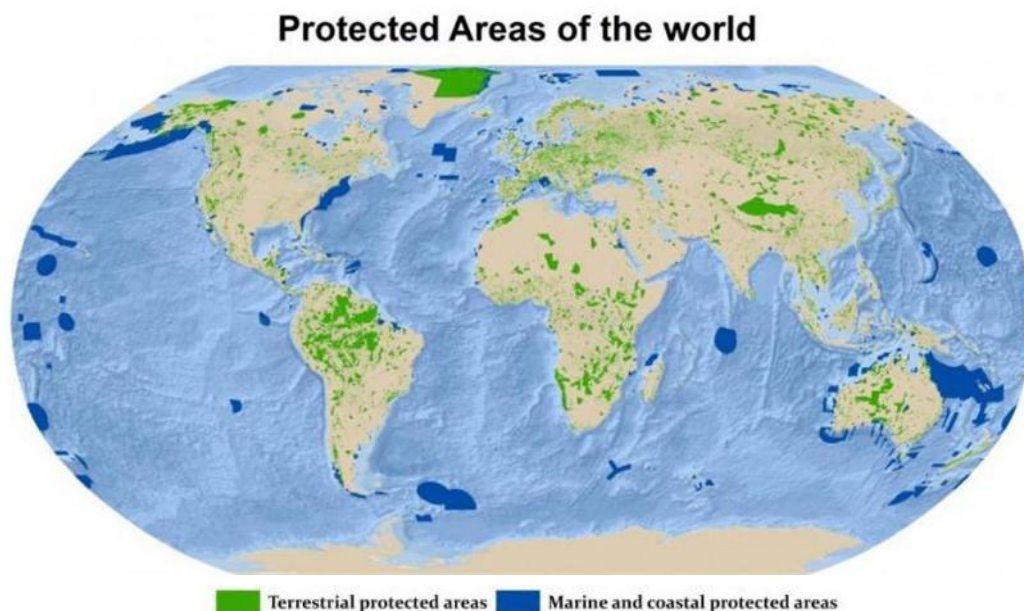 Protected Areas of the world
Terrestrial protected areas Marine and coastal protected areas